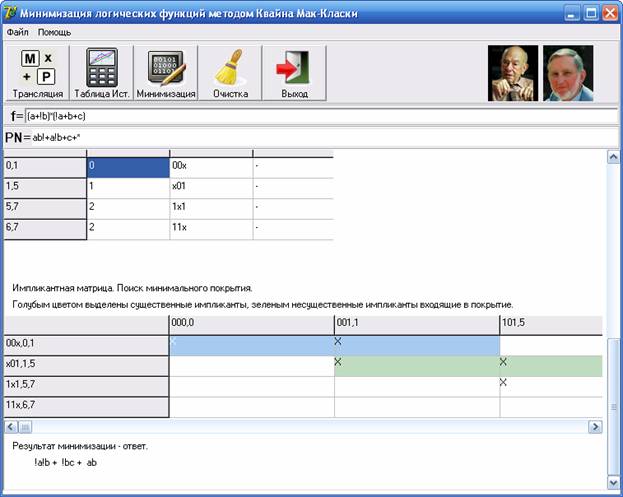 Минимизация логических функций методом Квайна Мак-Класки
Файл Помощь
M x
+ P
80101
01000
01101
Трансляция Таблица Ист. Минимизация Очистка Выход
f= (a+!b)*(!a+b+c)
PN= ab!+a!b+c+*
0,1 0 00x -
1,5 1 x01 -
5,7 2 1x1 -
6,7 2 11x -
Импликантная матрица. Поиск минимального покрытия.
Голубым цветом выделены существенные импликанты, зеленым несущественные импликанты входящие в покрытие.
000,0 001,1 101,5
00x,0,1 X X
x01,1,5 X X
1x1,5,7 X
11x,6,7
Результат минимизации - ответ.
!a!b + !bc + ab